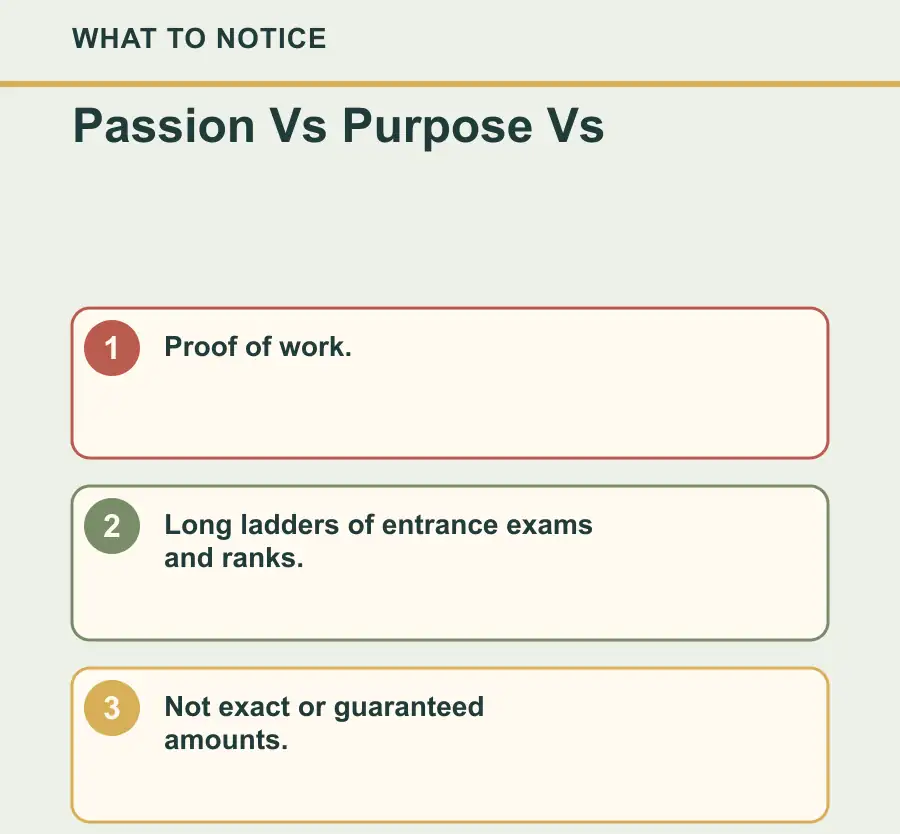 WHAT TO NOTICE
Passion Vs Purpose Vs
1
Proof of work.
2
Long ladders of entrance exams
and ranks.
3
Not exact or guaranteed
amounts.